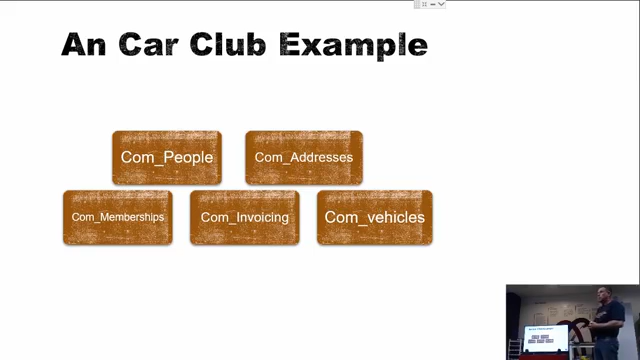 An Car Club Example
Com_People
Com_Addresses
Com_Memberships
Com_Invoicing
Com_vehicles